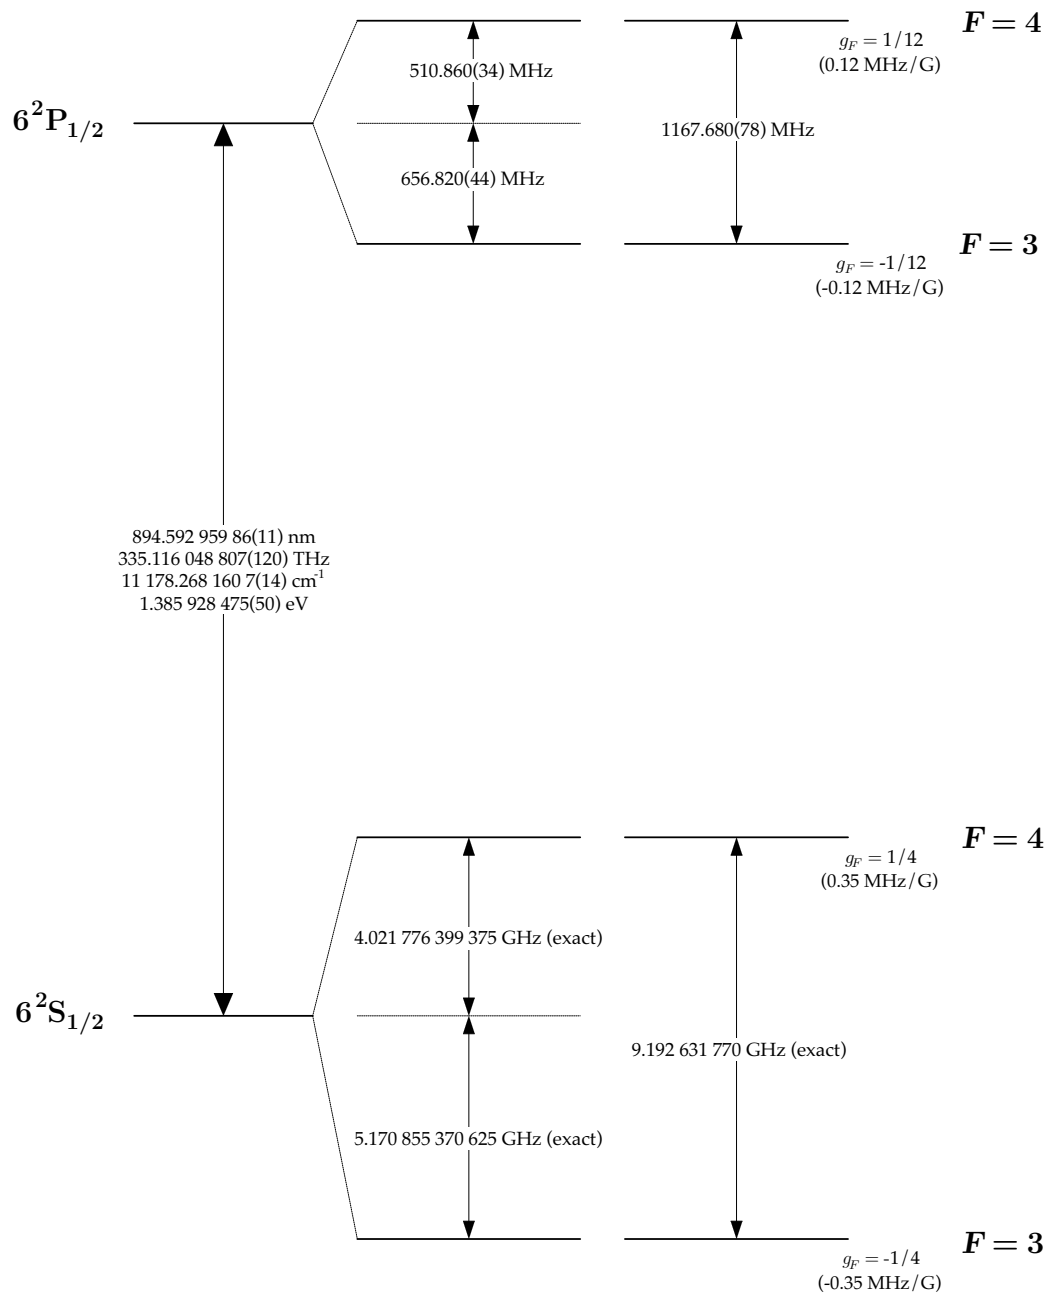 F = 4
g_F = 1/12
(0.12 MHz/G)
510.860(34) MHz
6²P₁/₂
1167.680(78) MHz
656.820(44) MHz
F = 3
g_F = -1/12
(-0.12 MHz/G)
894.592 959 86(11) nm
335.116 048 807(120) THz
11 178.268 160 7(14) cm⁻¹
1.385 928 475(50) eV
F = 4
g_F = 1/4
(0.35 MHz/G)
4.021 776 399 375 GHz (exact)
6²S₁/₂
9.192 631 770 GHz (exact)
5.170 855 370 625 GHz (exact)
F = 3
g_F = -1/4
(-0.35 MHz/G)